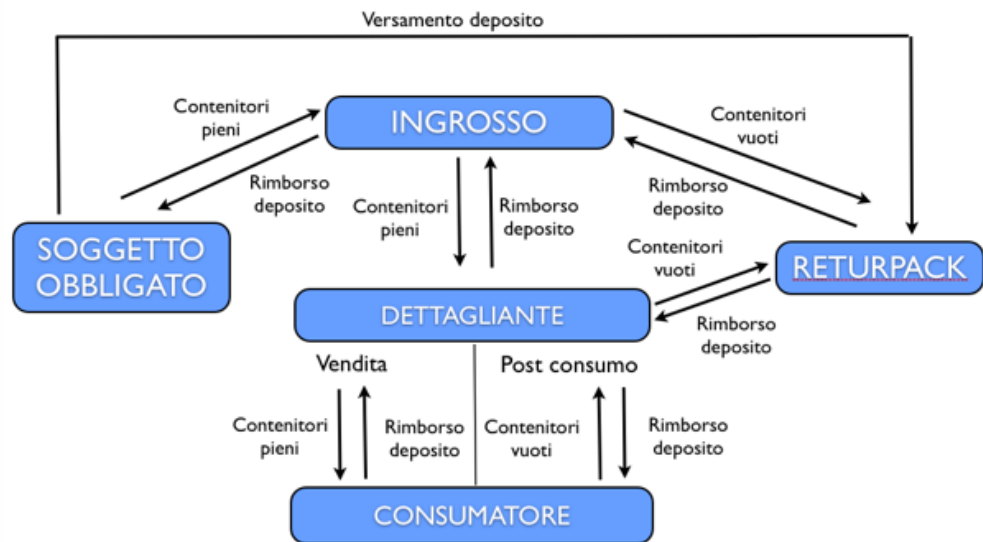 Versamento deposito
Contenitori
pieni
INGROSSO
Contenitori
vuoti
Rimborso
deposito
Contenitori
pieni
Rimborso
deposito
Rimborso
deposito
SOGGETTO
OBBLIGATO
Contenitori
vuoti
RETURPACK
DETTAGLIANTE
Rimborso
deposito
Vendita
Post consumo
Contenitori
pieni
Rimborso
deposito
Contenitori
vuoti
Rimborso
deposito
CONSUMATORE